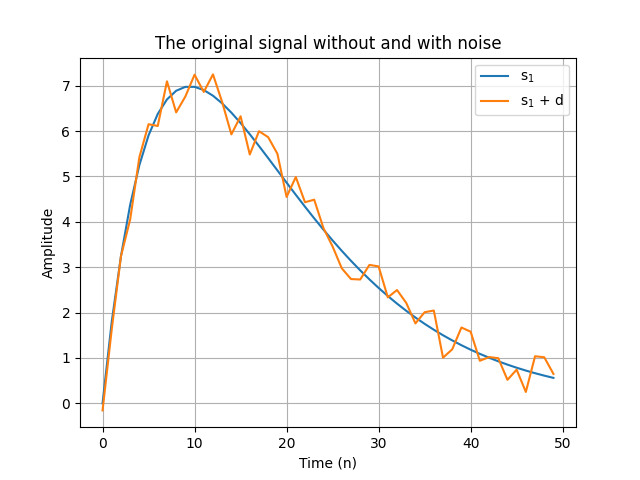 The original signal without and with noise
s₁
s₁ + d
Amplitude
7
6
5
4
3
2
1
0
0 10 20 30 40 50
Time (n)